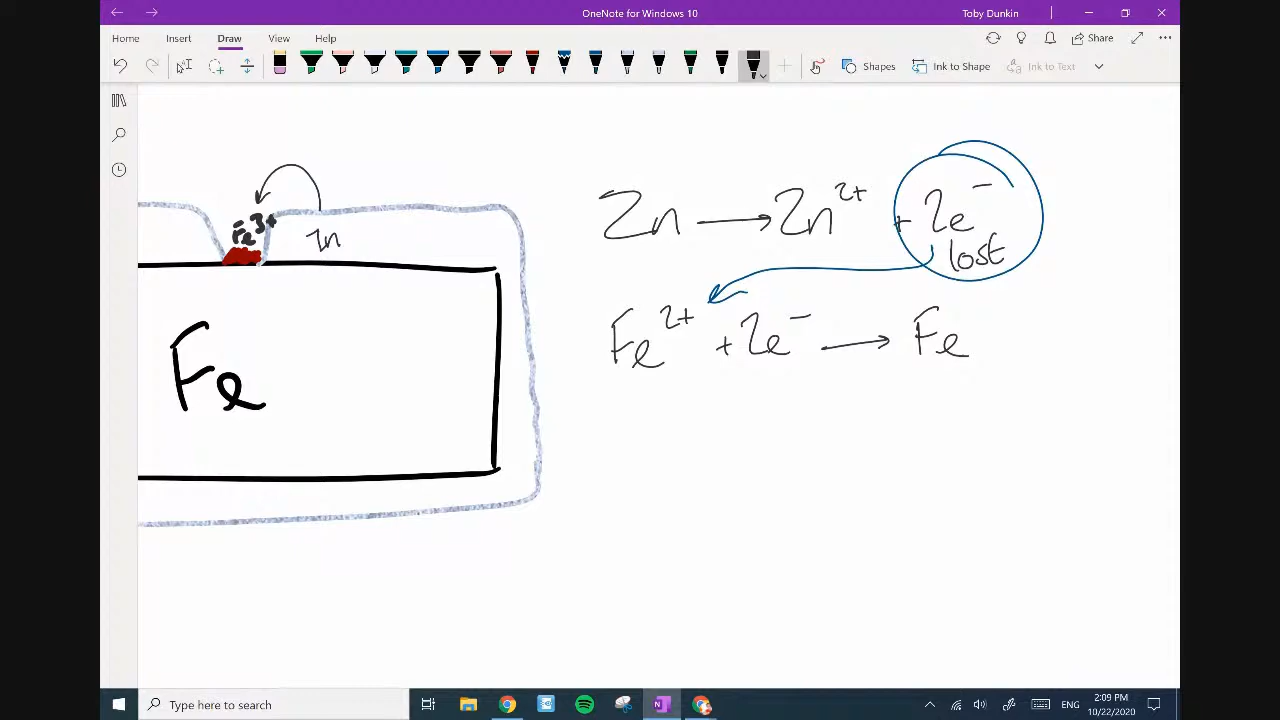 OneNote for Windows 10
Toby Dunkin
Home Insert Draw View Help
Share
Shapes Ink to Shape Ink to Text
Zn → Zn²⁺ + 2e⁻
lost
Fe³⁺
Zn
Fe²⁺ + 2e⁻ → Fe
Fe
Type here to search
ENG
2:09 PM
10/22/2020